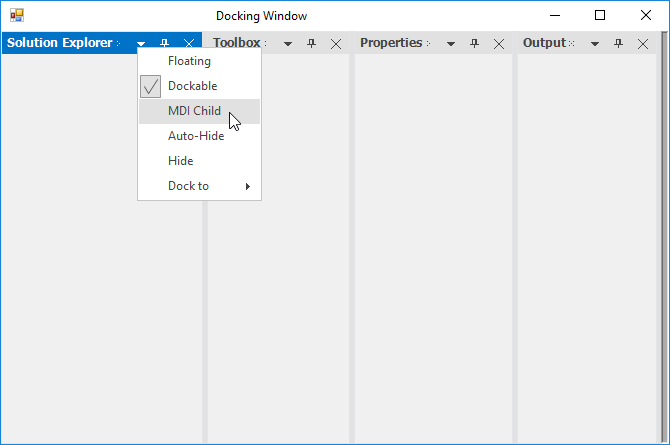 Docking Window
Solution Explorer
Toolbox
Properties
Output
Floating
Dockable
MDI Child
Auto-Hide
Hide
Dock to